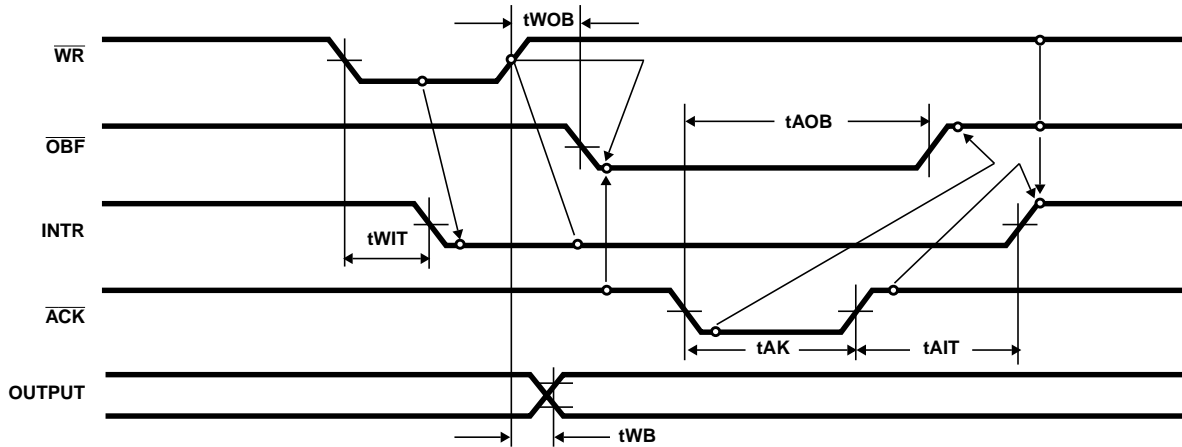 tWOB
WR
OBF
tAOB
INTR
tWIT
ACK
tAK
tAIT
OUTPUT
tWB